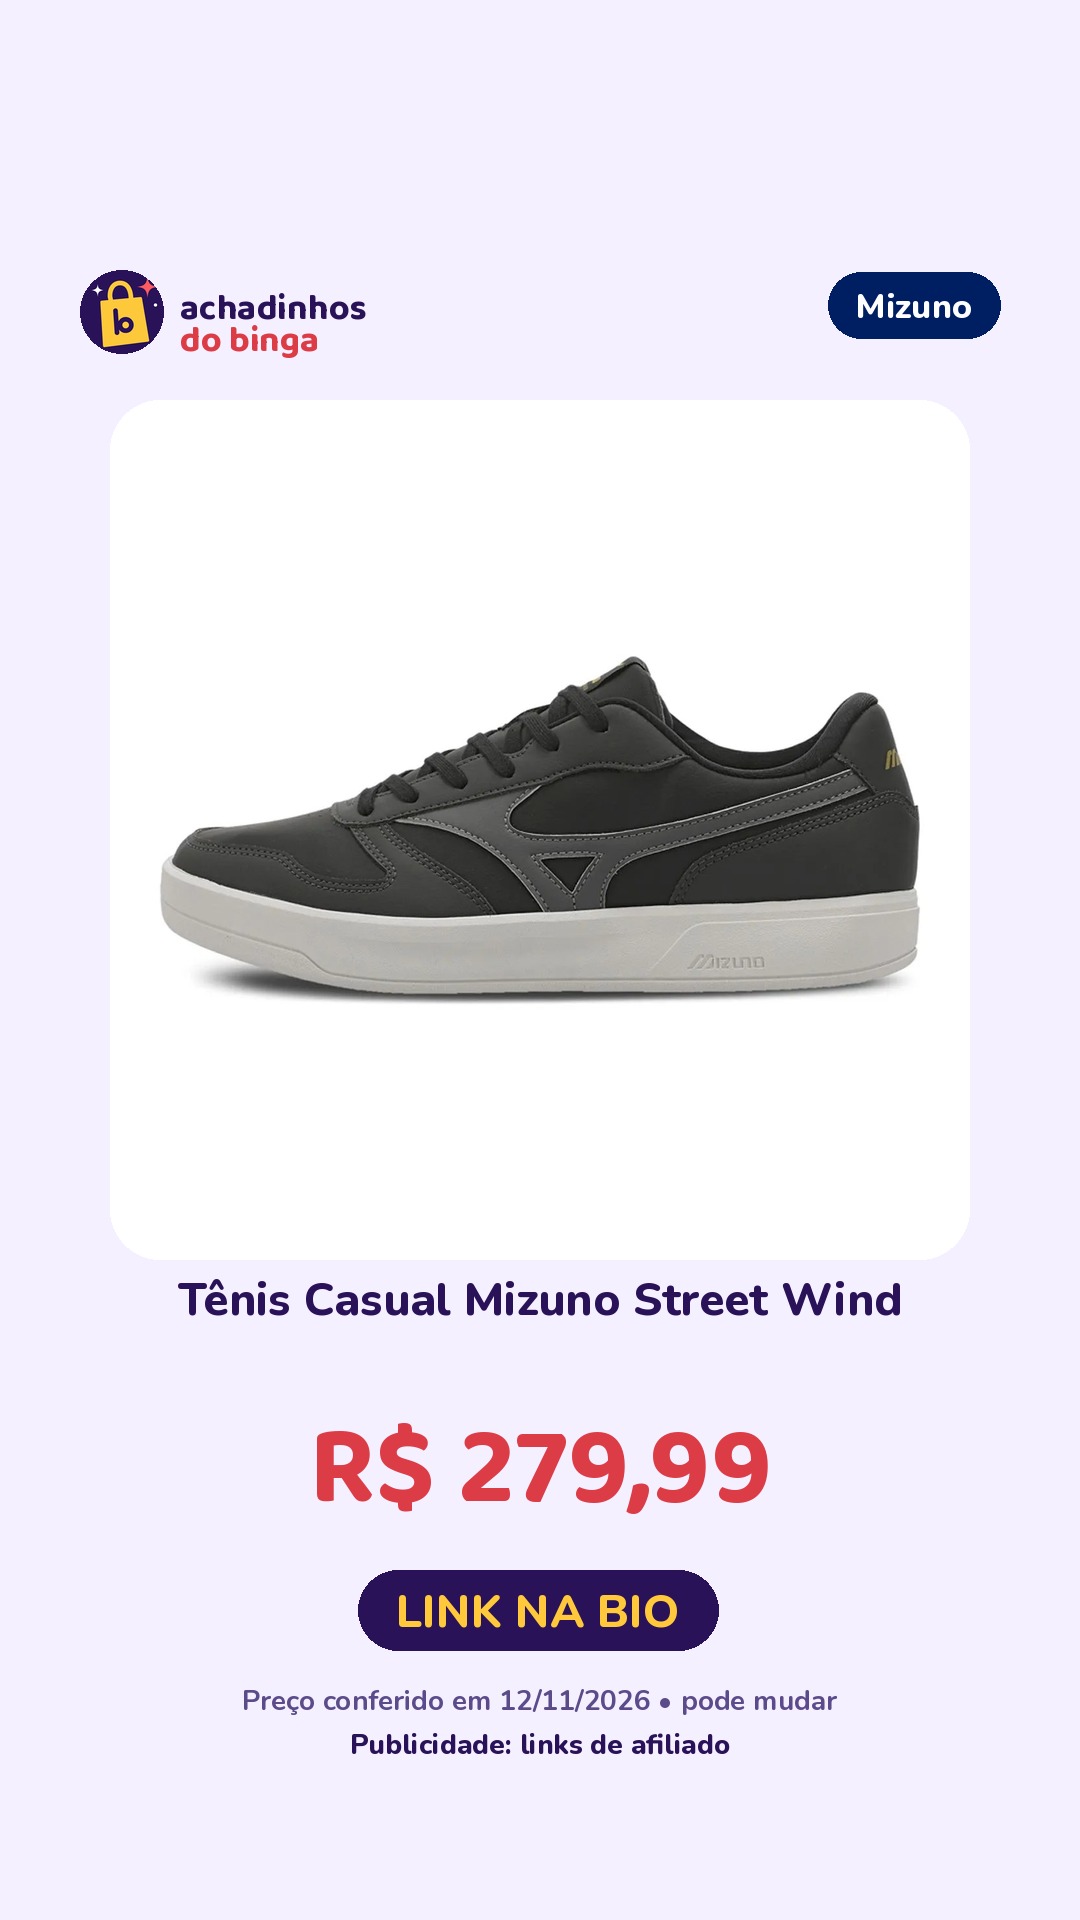 achadinhos
do binga
Mizuno
Mizuno
Tênis Casual Mizuno Street Wind
R$ 279,99
LINK NA BIO
Preço conferido em 12/11/2026 • pode mudar
Publicidade: links de afiliado